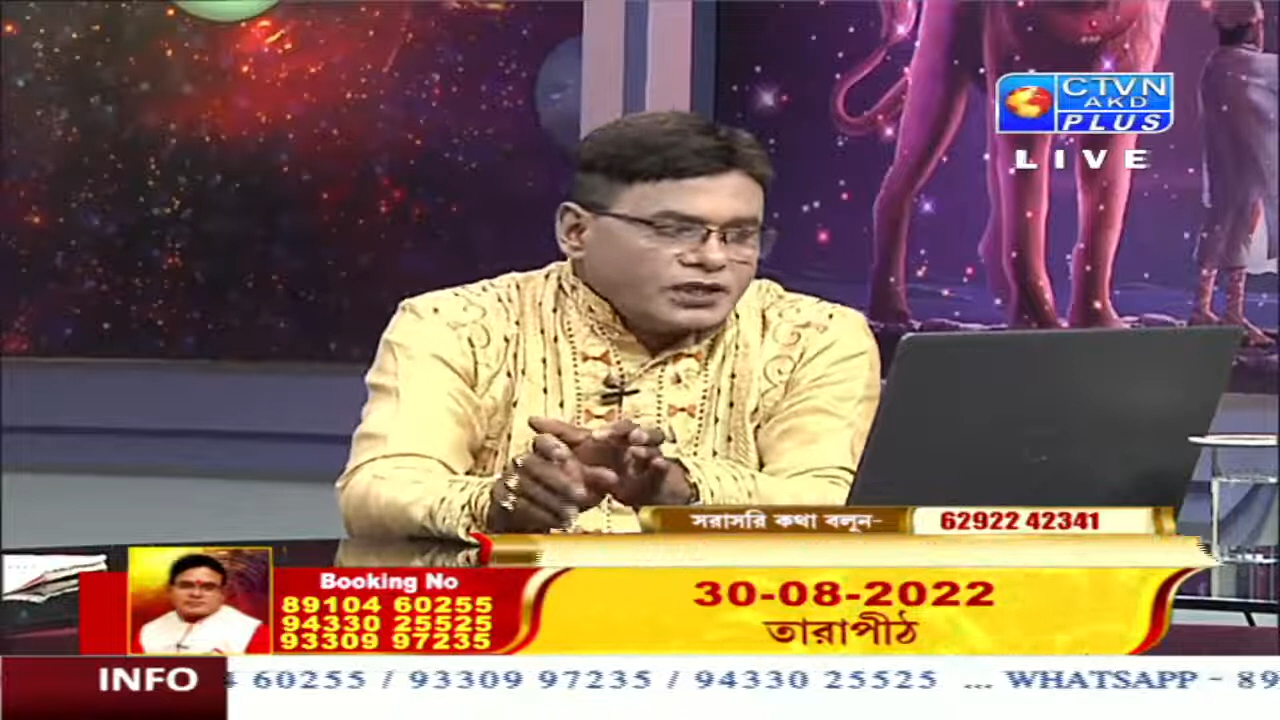 CTVN
AKD
PLUS
LIVE
সরাসরি কথা বলুন- 62922 42341
Booking No
89104 60255
94330 25525
93309 97235
30-08-2022
তারাপীঠ
INFO 60255 / 93309 97235 / 94330 25525 ... WHATSAPP - 89